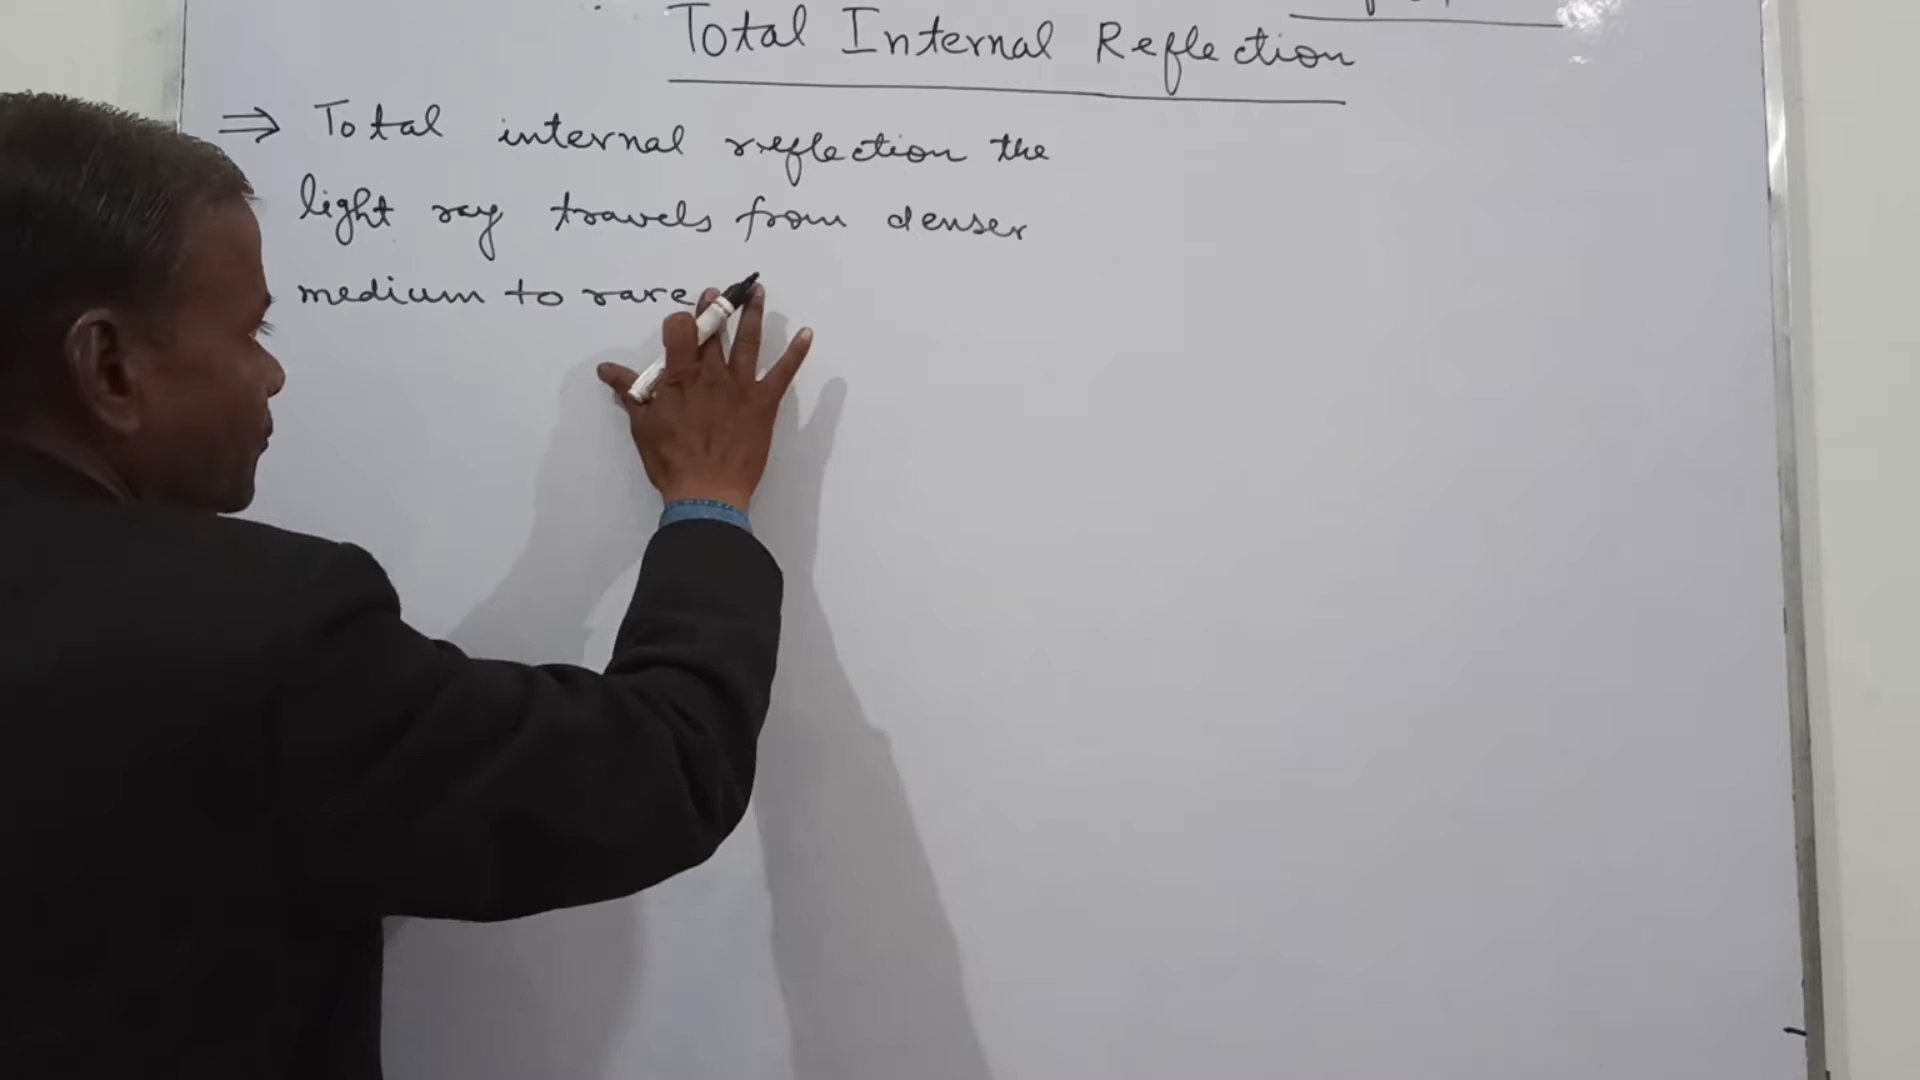 Total Internal Reflection
⇒ Total internal reflection the
light ray travels from denser
medium to rare